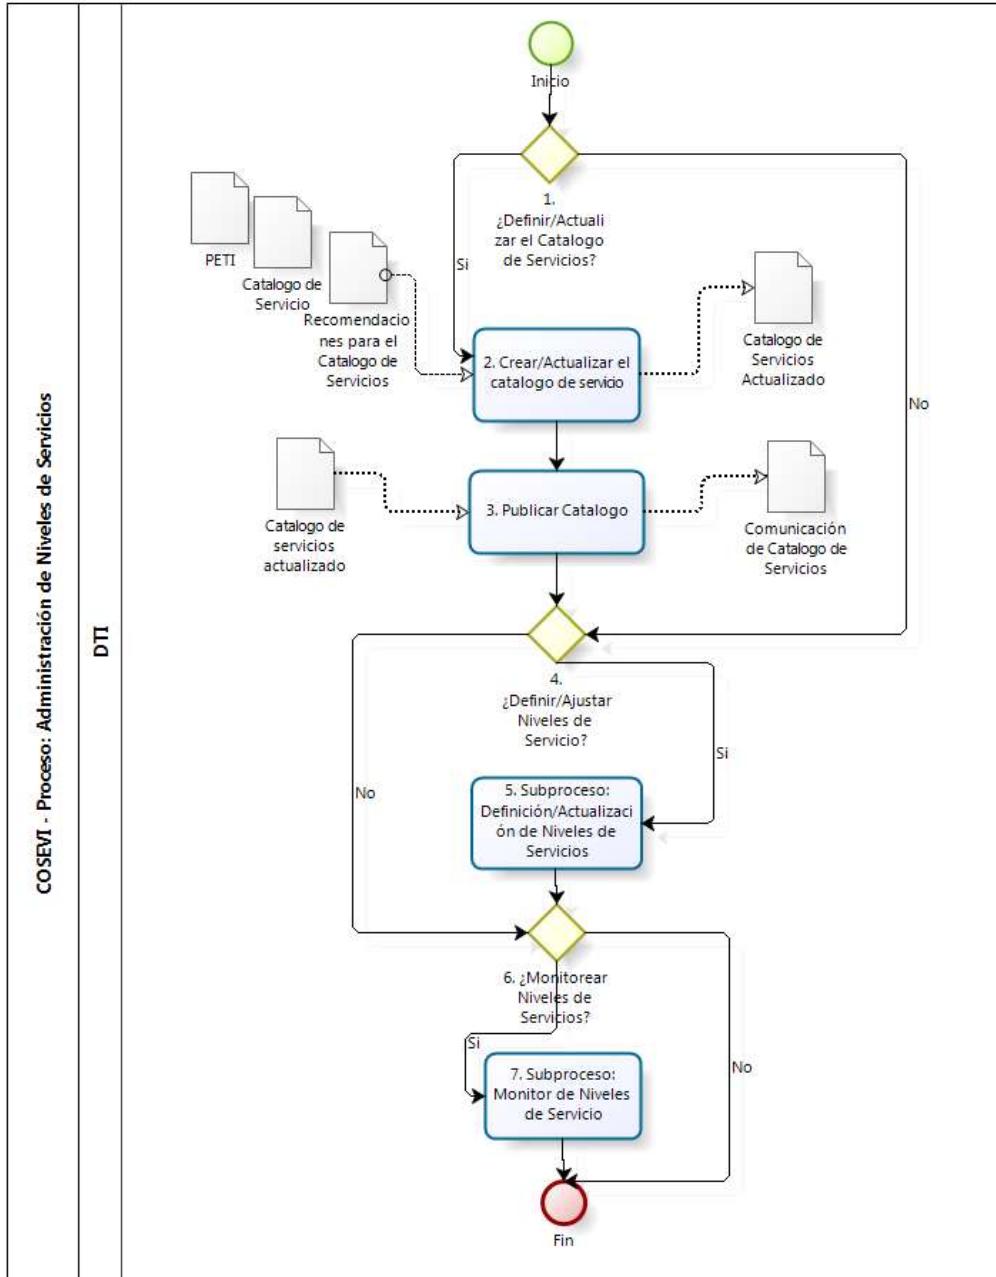 COSEVI - Proceso: Administración de Niveles de Servicios
DTI
Inicio
1.
¿Definir/Actuali
zar el Catalogo
de Servicios?
Si
No
PETI
Catalogo de
Servicio
Recomendacio
nes para el
Catalogo de
Servicios
2. Crear/Actualizar el
catalogo de servicio
Catalogo de
Servicios
Actualizado
Catalogo de
servicios
actualizado
3. Publicar Catalogo
Comunicación
de Catalogo de
Servicios
4.
¿Definir/Ajustar
Niveles de
Servicio?
Si
No
5. Subproceso:
Definición/Actualizaci
ón de Niveles de
Servicios
6. ¿Monitorear
Niveles de
Servicios?
Si
No
7. Subproceso:
Monitor de Niveles
de Servicio
Fin